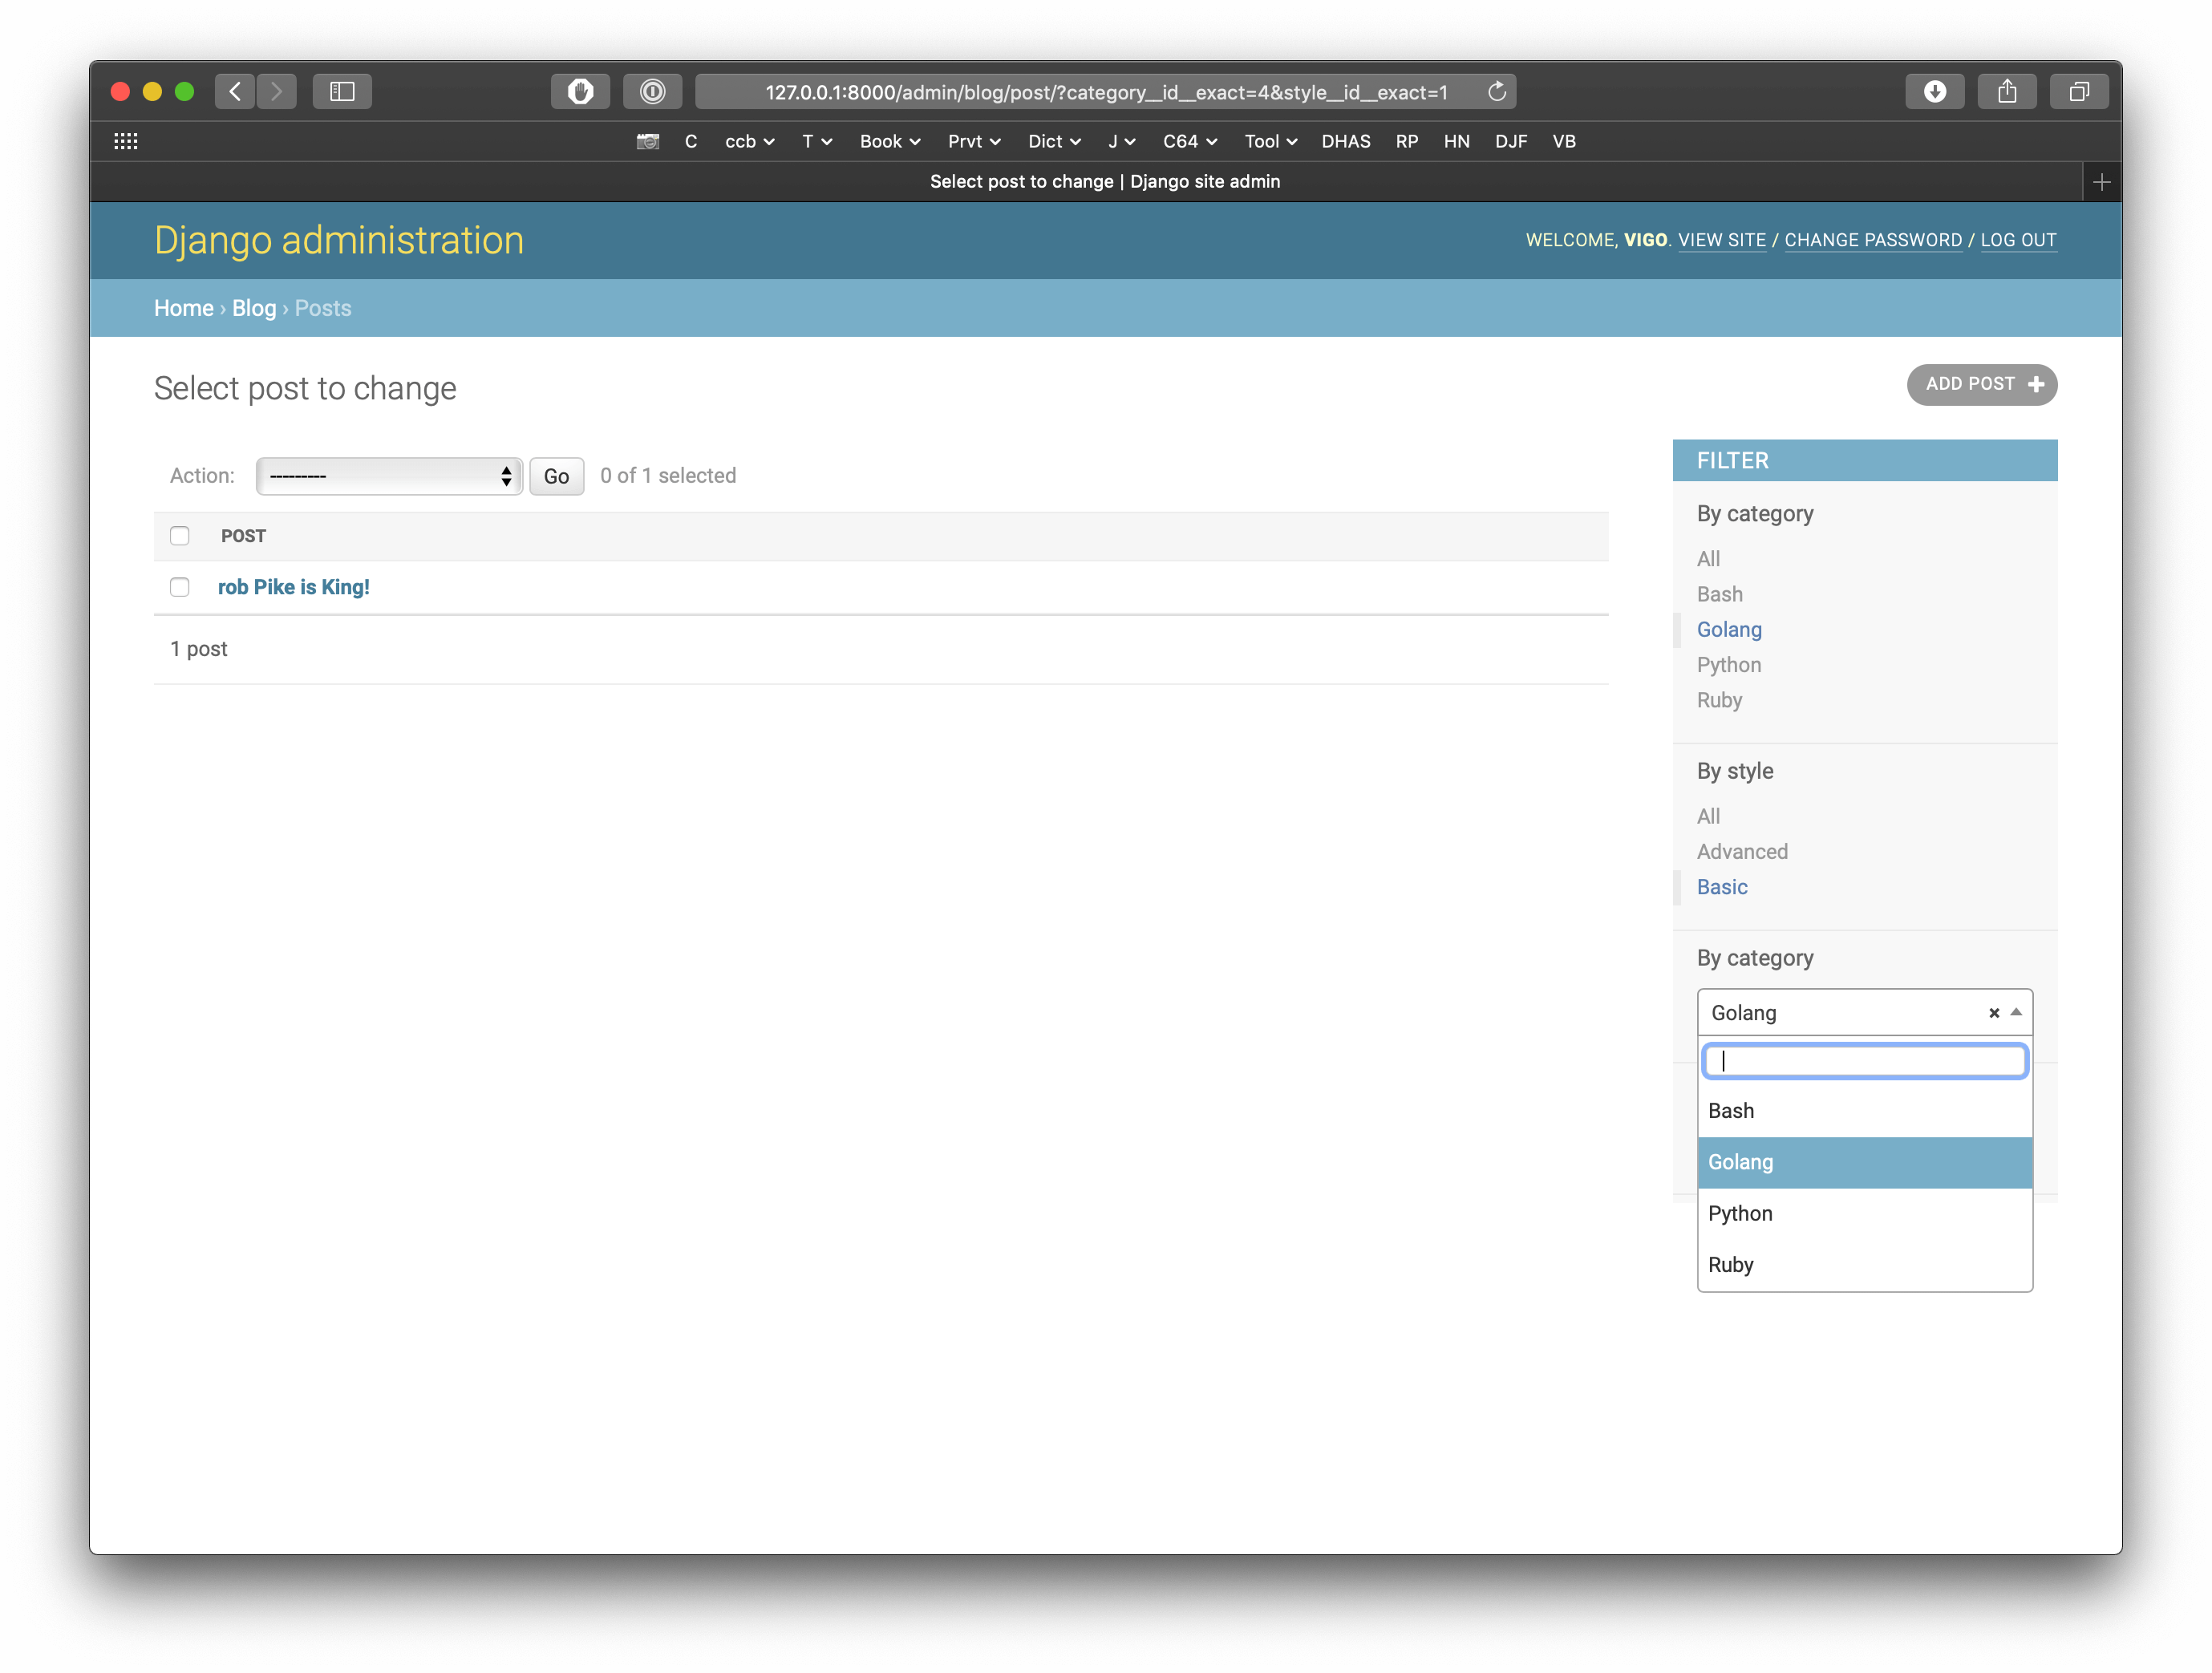 127.0.0.1:8000/admin/blog/post/?category__id__exact=4&style__id__exact=1
C ccb T Book Prvt Dict J C64 Tool DHAS RP HN DJF VB
Select post to change | Django site admin
Django administration
WELCOME, VIGO. VIEW SITE / CHANGE PASSWORD / LOG OUT
Home › Blog › Posts
Select post to change
ADD POST +
Action: --------- Go 0 of 1 selected
POST
rob Pike is King!
1 post
FILTER
By category
All
Bash
Golang
Python
Ruby
By style
All
Advanced
Basic
By category
Golang ×
Bash
Golang
Python
Ruby